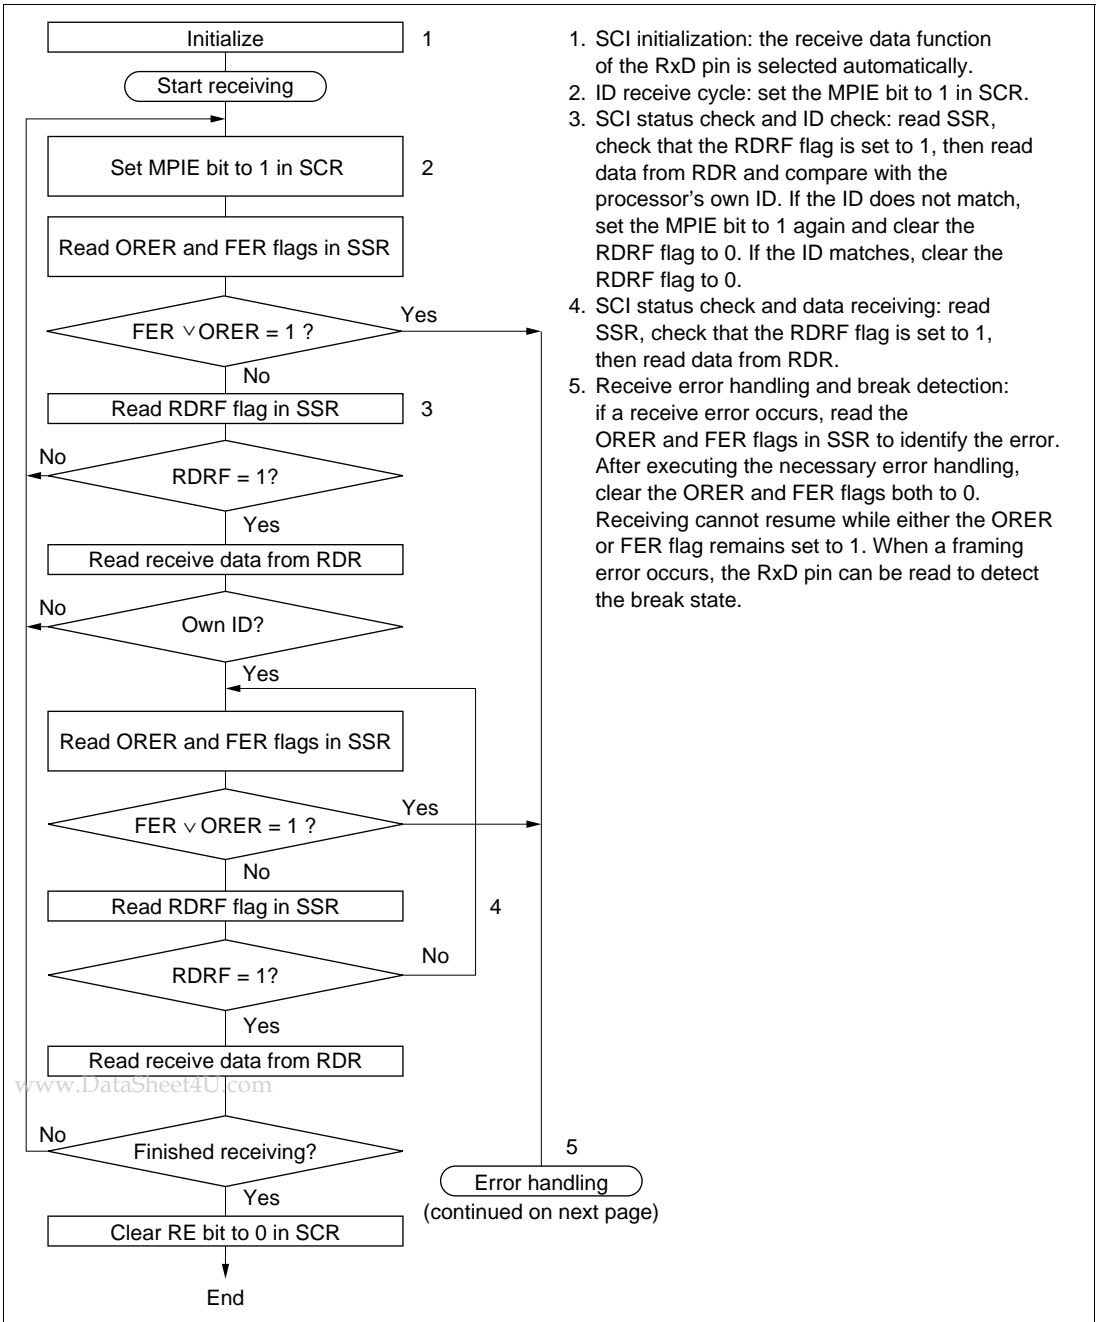 Initialize
1
Start receiving
Set MPIE bit to 1 in SCR
2
Read ORER and FER flags in SSR
FER ∨ ORER = 1 ?
Yes
No
Read RDRF flag in SSR
3
No
RDRF = 1?
Yes
Read receive data from RDR
No
Own ID?
Yes
Read ORER and FER flags in SSR
Yes
FER ∨ ORER = 1 ?
No
Read RDRF flag in SSR
4
No
RDRF = 1?
Yes
Read receive data from RDR
www.DataSheet4U.com
No
Finished receiving?
5
Error handling
(continued on next page)
Yes
Clear RE bit to 0 in SCR
End
1. SCI initialization: the receive data function
of the RxD pin is selected automatically.
2. ID receive cycle: set the MPIE bit to 1 in SCR.
3. SCI status check and ID check: read SSR,
check that the RDRF flag is set to 1, then read
data from RDR and compare with the
processor's own ID. If the ID does not match,
set the MPIE bit to 1 again and clear the
RDRF flag to 0. If the ID matches, clear the
RDRF flag to 0.
4. SCI status check and data receiving: read
SSR, check that the RDRF flag is set to 1,
then read data from RDR.
5. Receive error handling and break detection:
if a receive error occurs, read the
ORER and FER flags in SSR to identify the error.
After executing the necessary error handling,
clear the ORER and FER flags both to 0.
Receiving cannot resume while either the ORER
or FER flag remains set to 1. When a framing
error occurs, the RxD pin can be read to detect
the break state.